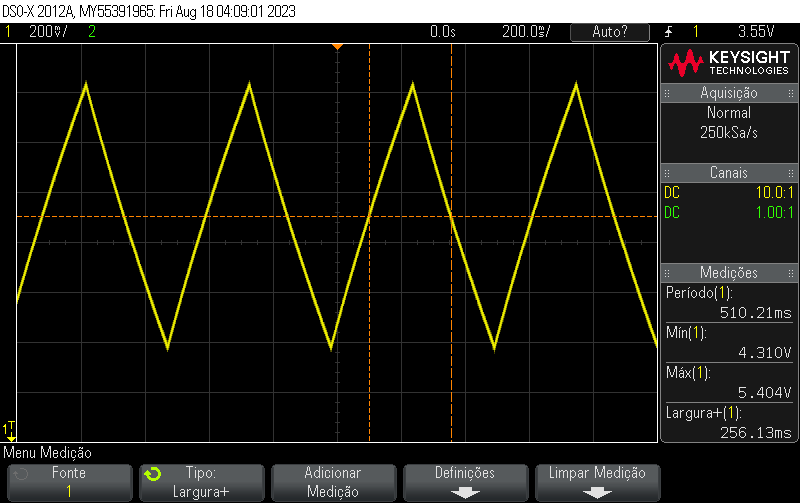 DSO-X 2012A, MY55391965: Fri Aug 18 04:09:01 2023
1 200%/ 2 0.0s 200.0%/ Auto? 1 3.55V
KEYSIGHT
TECHNOLOGIES
Aquisição
Normal
250kSa/s
Canais
DC 10.0:1
DC 1.00:1
Medições
Período(1):
510.21ms
Mín(1):
4.310V
Máx(1):
5.404V
Largura+(1):
256.13ms
1 T
Menu Medição
Fonte
1
Tipo:
Largura+
Adicionar
Medição
Definições
Limpar Medição